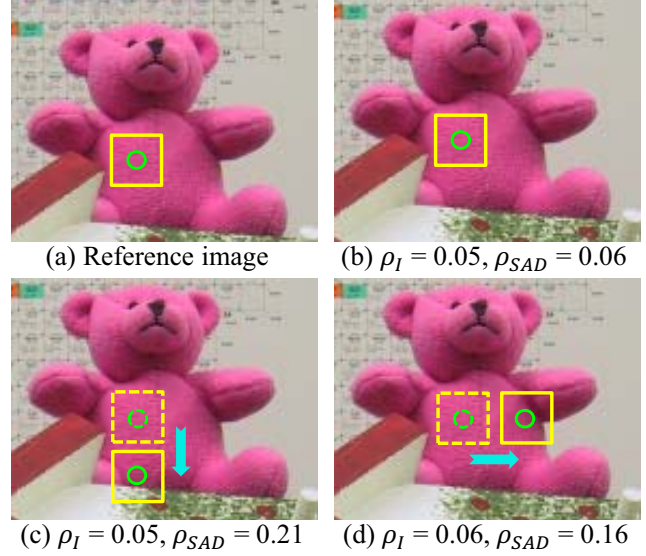 (a) Reference image
(b) ρ_I = 0.05, ρ_SAD = 0.06
(c) ρ_I = 0.05, ρ_SAD = 0.21
(d) ρ_I = 0.06, ρ_SAD = 0.16